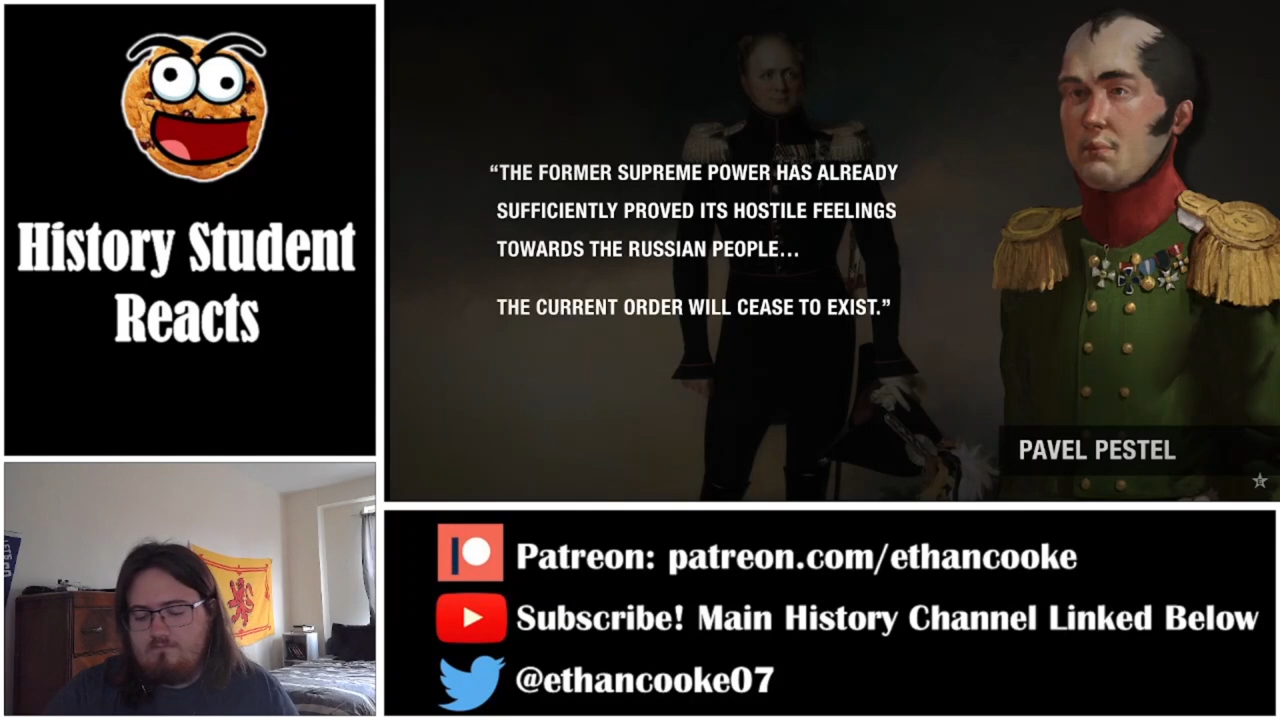 History Student
Reacts
“THE FORMER SUPREME POWER HAS ALREADY
SUFFICIENTLY PROVED ITS HOSTILE FEELINGS
TOWARDS THE RUSSIAN PEOPLE...
THE CURRENT ORDER WILL CEASE TO EXIST.”
PAVEL PESTEL
Patreon: patreon.com/ethancooke
Subscribe! Main History Channel Linked Below
@ethancooke07